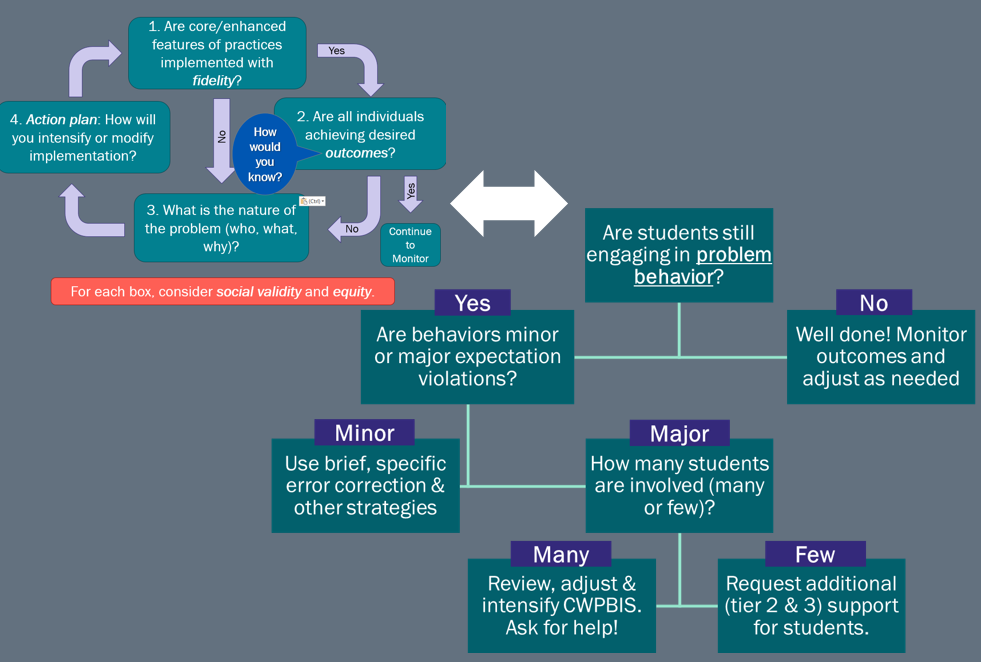 1. Are core/enhanced
features of practices
implemented with
fidelity?
Yes
2. Are all individuals
achieving desired
outcomes?
How
would
you
know?
No
4. Action plan: How will
you intensify or modify
implementation?
3. What is the nature of
the problem (who, what,
why)?
(Ctrl)
No
Yes
Continue
to
Monitor
For each box, consider social validity and equity.
Are students still
engaging in problem
behavior?
Yes
Are behaviors minor
or major expectation
violations?
No
Well done! Monitor
outcomes and
adjust as needed
Minor
Use brief, specific
error correction &
other strategies
Major
How many students
are involved (many
or few)?
Many
Review, adjust &
intensify CWPBIS.
Ask for help!
Few
Request additional
(tier 2 & 3) support
for students.